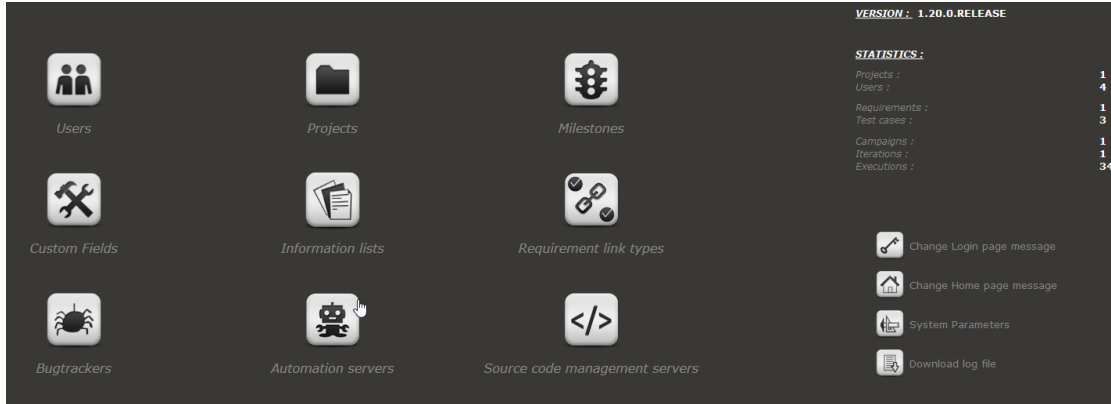 VERSION : 1.20.0.RELEASE
STATISTICS :
Projects : 1
Users : 4
Requirements : 1
Test cases : 3
Campaigns : 1
Iterations : 1
Executions : 34
Users Projects Milestones
Custom Fields Information lists Requirement link types
</>
Bugtrackers Automation servers Source code management servers
Change Login page message
Change Home page message
System Parameters
Download log file